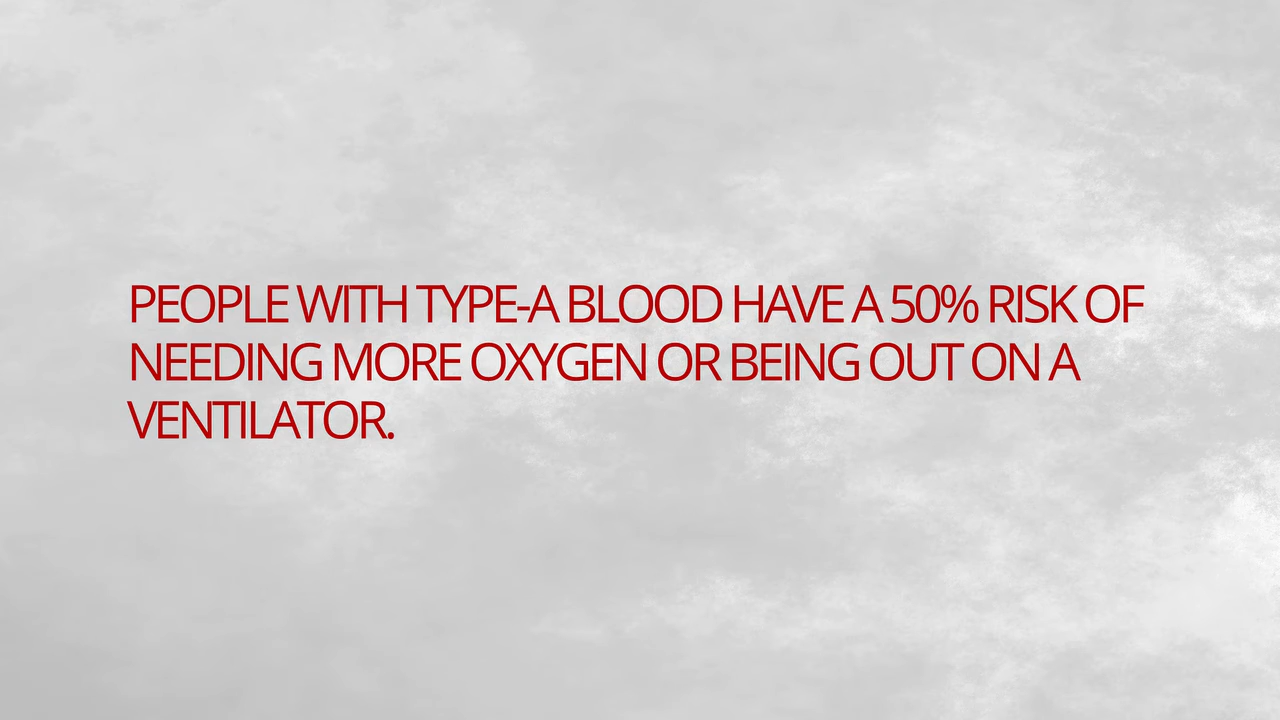 PEOPLE WITH TYPE-A BLOOD HAVE A 50% RISK OF
NEEDING MORE OXYGEN OR BEING OUT ON A
VENTILATOR.